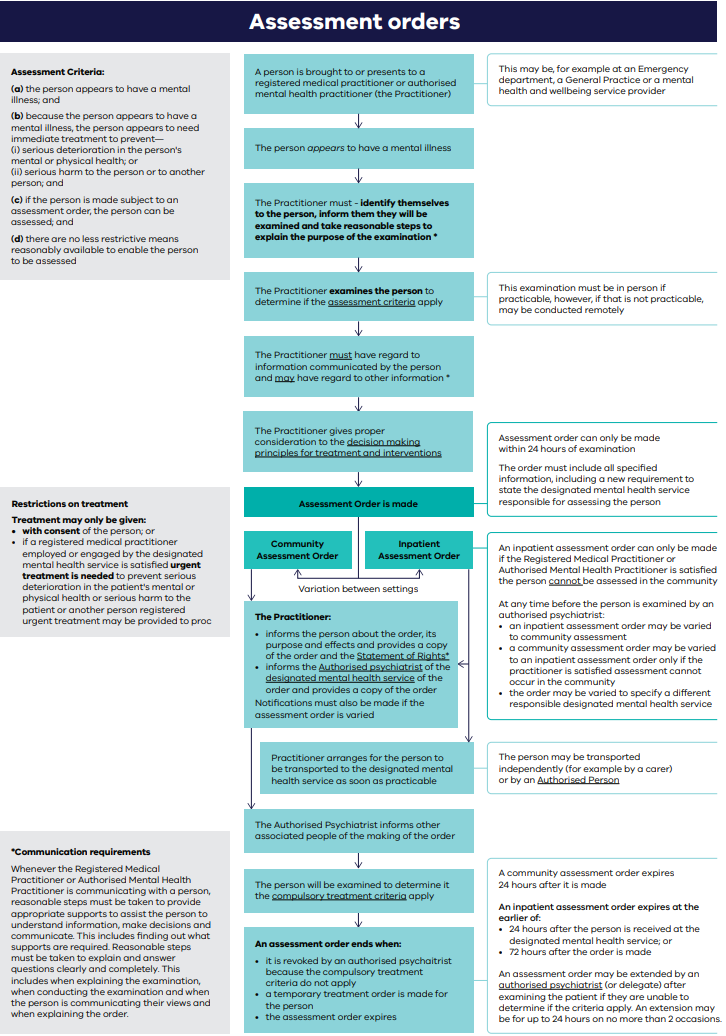 Assessment orders
Assessment Criteria:
(a) the person appears to have a mental
illness; and
(b) because the person appears to have a
mental illness, the person appears to need
immediate treatment to prevent—
(i) serious deterioration in the person's
mental or physical health; or
(ii) serious harm to the person or to another
person; and
(c) if the person is made subject to an
assessment order, the person can be
assessed; and
(d) there are no less restrictive means
reasonably available to enable the person
to be assessed
A person is brought to or presents to a
registered medical practitioner or authorised
mental health practitioner (the Practitioner)
This may be, for example at an Emergency
department, a General Practice or a mental
health and wellbeing service provider
The person appears to have a mental illness
The Practitioner must - identify themselves
to the person, inform them they will be
examined and take reasonable steps to
explain the purpose of the examination *
The Practitioner examines the person to
determine if the assessment criteria apply
This examination must be in person if
practicable, however, if that is not practicable,
may be conducted remotely
The Practitioner must have regard to
information communicated by the person
and may have regard to other information *
The Practitioner gives proper
consideration to the decision making
principles for treatment and interventions
Assessment order can only be made
within 24 hours of examination
The order must include all specified
information, including a new requirement to
state the designated mental health service
responsible for assessing the person
Restrictions on treatment
Treatment may only be given:
• with consent of the person; or
• if a registered medical practitioner
employed or engaged by the designated
mental health service is satisfied urgent
treatment is needed to prevent serious
deterioration in the patient's mental or
physical health or serious harm to the
patient or another person registered
urgent treatment may be provided to proc
Assessment Order is made
Community
Assessment Order
Inpatient
Assessment Order
Variation between settings
An inpatient assessment order can only be made
if the Registered Medical Practitioner or
Authorised Mental Health Practitioner is satisfied
the person cannot be assessed in the community
At any time before the person is examined by an
authorised psychiatrist:
• an inpatient assessment order may be varied
to community assessment
• a community assessment order may be varied
to an inpatient assessment order only if the
practitioner is satisfied assessment cannot
occur in the community
• the order may be varied to specify a different
responsible designated mental health service
The Practitioner:
• informs the person about the order, its
purpose and effects and provides a copy
of the order and the Statement of Rights*
• informs the Authorised psychiatrist of the
designated mental health service of the
order and provides a copy of the order
Notifications must also be made if the
assessment order is varied
Practitioner arranges for the person to
be transported to the designated mental
health service as soon as practicable
The person may be transported
independently (for example by a carer)
or by an Authorised Person
The Authorised Psychiatrist informs other
associated people of the making of the order
*Communication requirements
Whenever the Registered Medical
Practitioner or Authorised Mental Health
Practitioner is communicating with a person,
reasonable steps must be taken to provide
appropriate supports to assist the person to
understand information, make decisions and
communicate. This includes finding out what
supports are required. Reasonable steps
must be taken to explain and answer
questions clearly and completely. This
includes when explaining the examination,
when conducting the examination and when
the person is communicating their views and
when explaining the order.
The person will be examined to determine it
the compulsory treatment criteria apply
A community assessment order expires
24 hours after it is made
An inpatient assessment order expires at the
earlier of:
• 24 hours after the person is received at the
designated mental health service; or
• 72 hours after the order is made
An assessment order may be extended by an
authorised psychiatrist (or delegate) after
examining the patient if they are unable to
determine if the criteria apply. An extension may
be for up to 24 hours on no more than 2 occasions.
An assessment order ends when:
• it is revoked by an authorised psychaitrist
because the compulsory treatment
criteria do not apply
• a temporary treatment order is made for
the person
• the assessment order expires